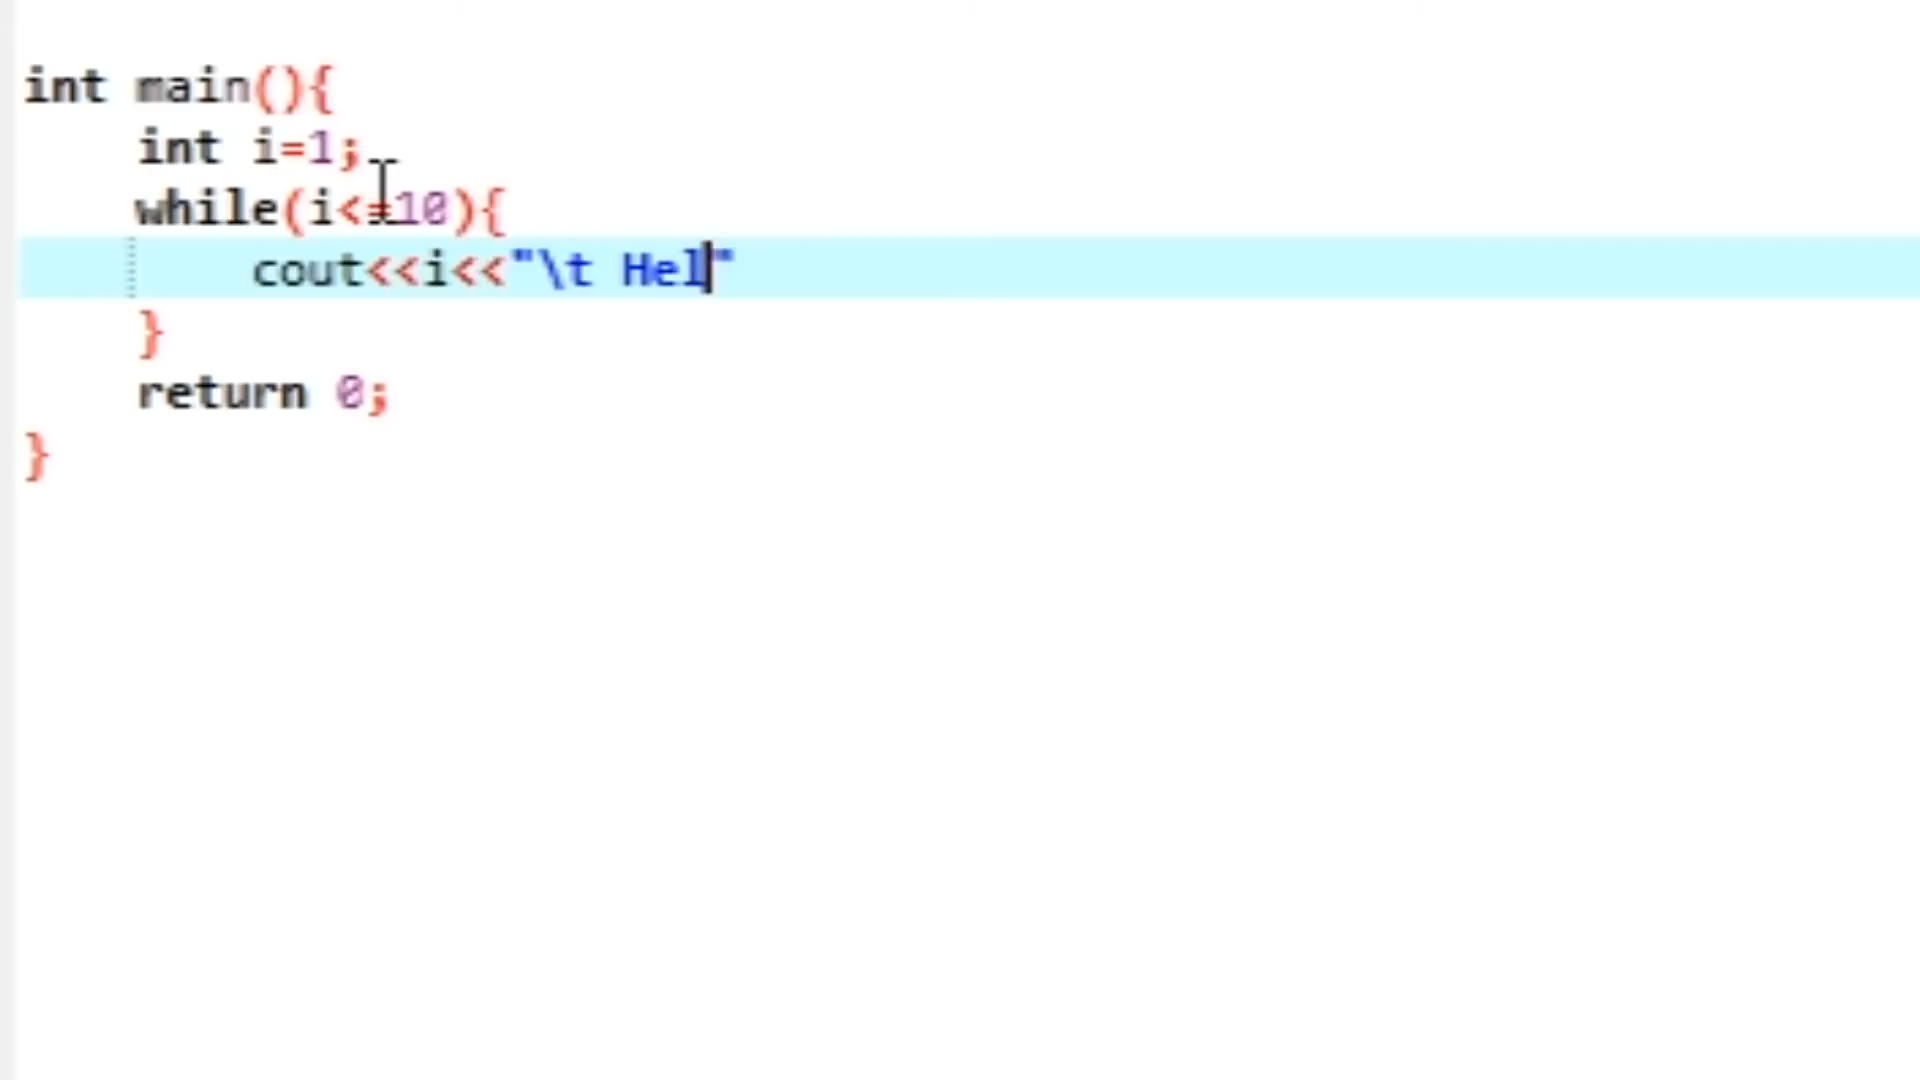 int main(){
int i=1;
while(i<=10){
cout<<i<<"\t Hel"
}
return 0;
}